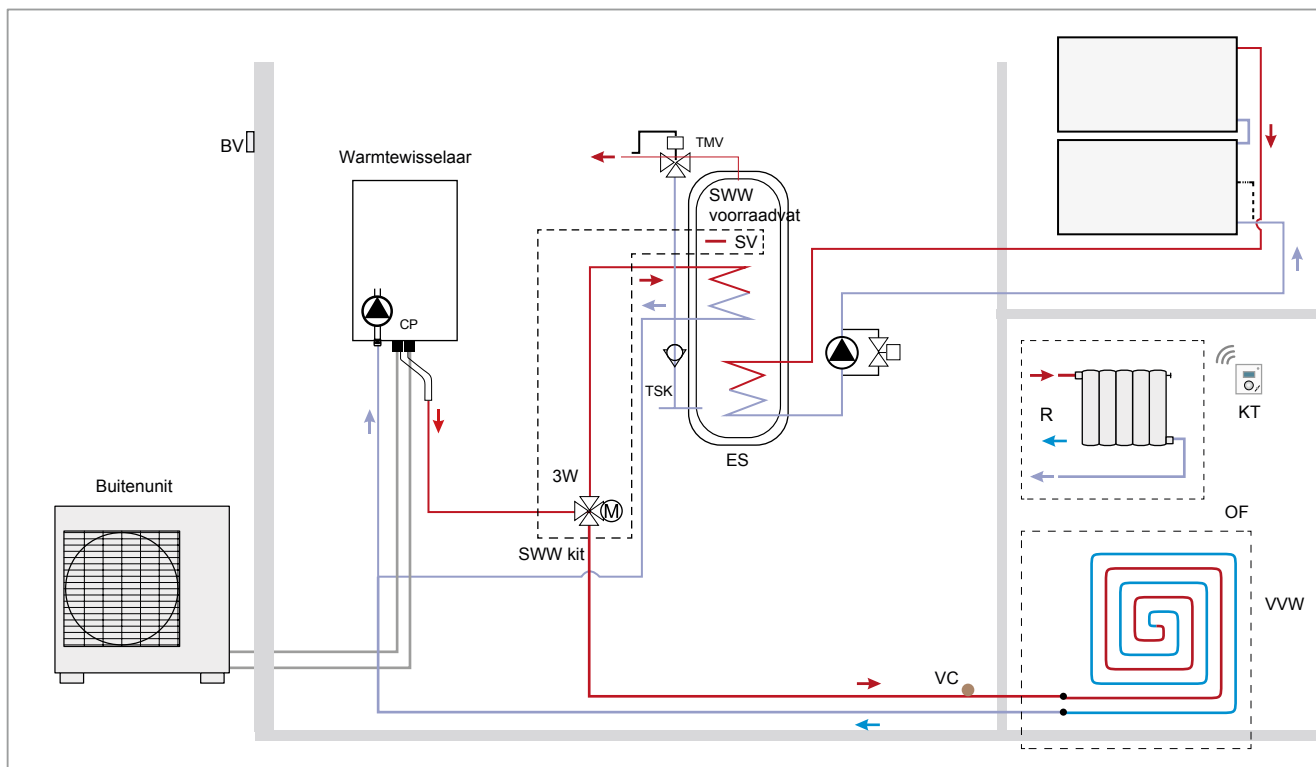 BV
Warmtewisselaar
TMV
SWW
voorraadvat
SV
CP
TSK
R
KT
ES
3W
M
Buitenunit
OF
SWW kit
VVW
VC